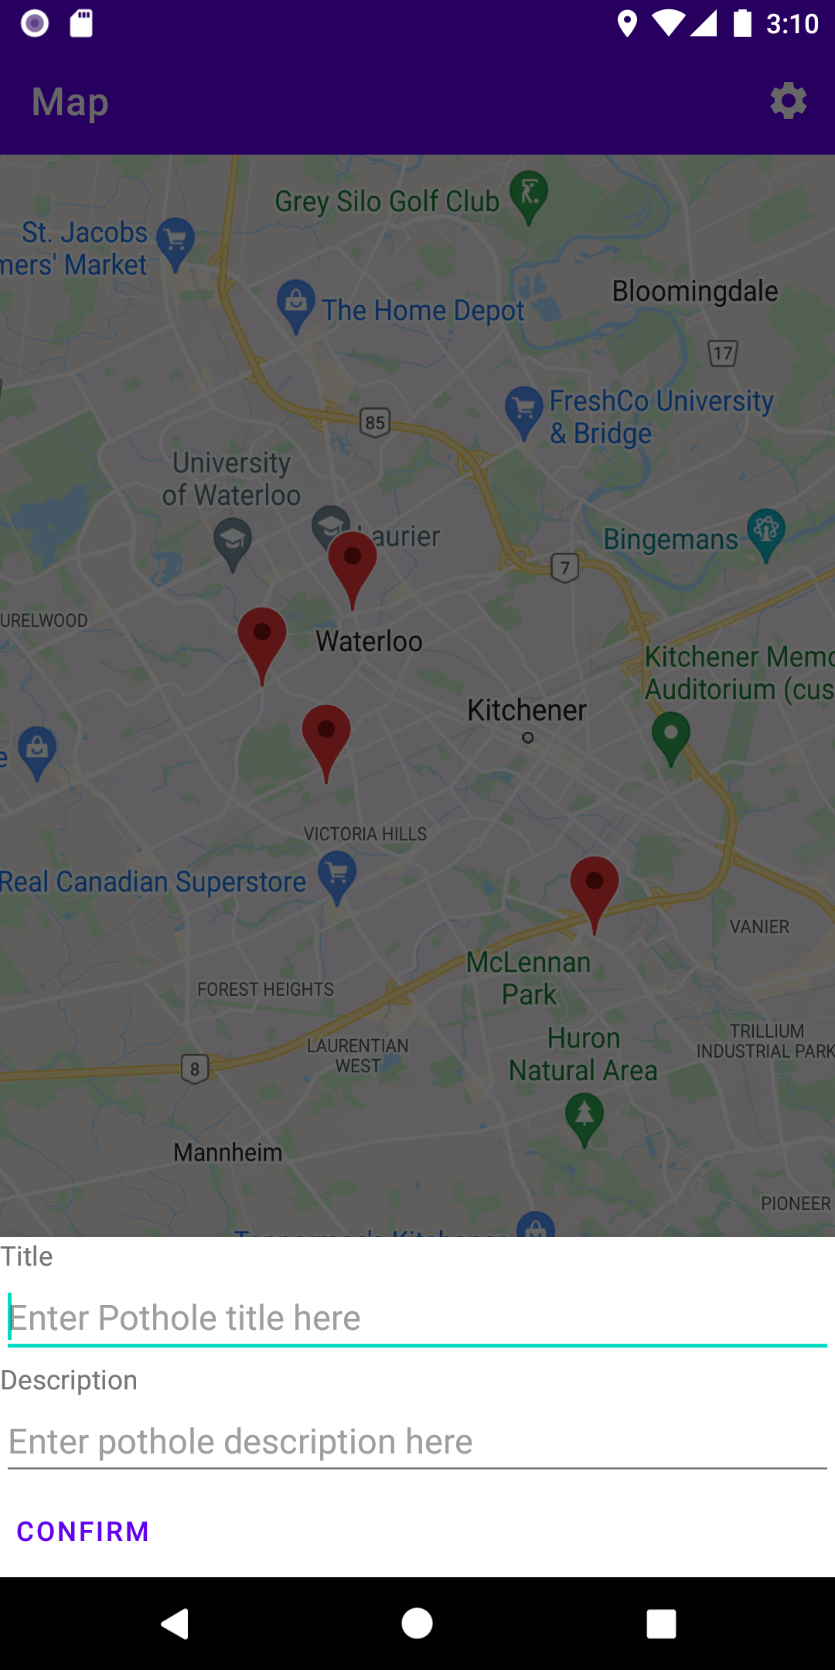 3:10
Map
Grey Silo Golf Club
St. Jacobs
mers' Market
Bloomingdale
The Home Depot
17
FreshCo University
& Bridge
85
University
of Waterloo
Laurier
Bingemans
7
URELWOOD
Waterloo
Kitchener Memo
Auditorium (cus
Kitchener
e
VICTORIA HILLS
Real Canadian Superstore
VANIER
McLennan
Park
FOREST HEIGHTS
TRILLIUM
INDUSTRIAL PARK
Huron
Natural Area
LAURENTIAN
WEST
8
Mannheim
PIONEER
Title
Enter Pothole title here
Description
Enter pothole description here
CONFIRM